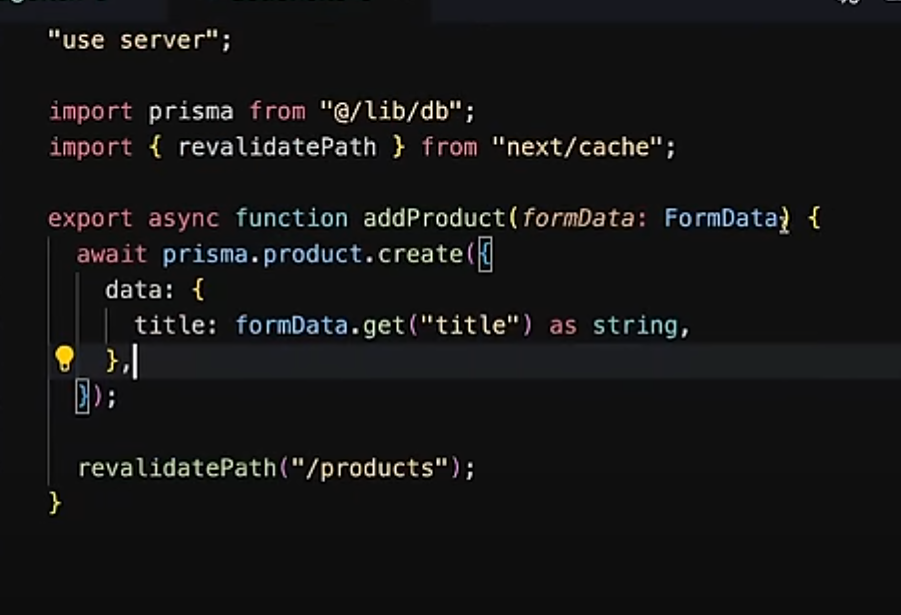 "use server";
import prisma from "@/lib/db";
import { revalidatePath } from "next/cache";
export async function addProduct(formData: FormData) {
await prisma.product.create({
data: {
title: formData.get("title") as string,
},
});
revalidatePath("/products");
}